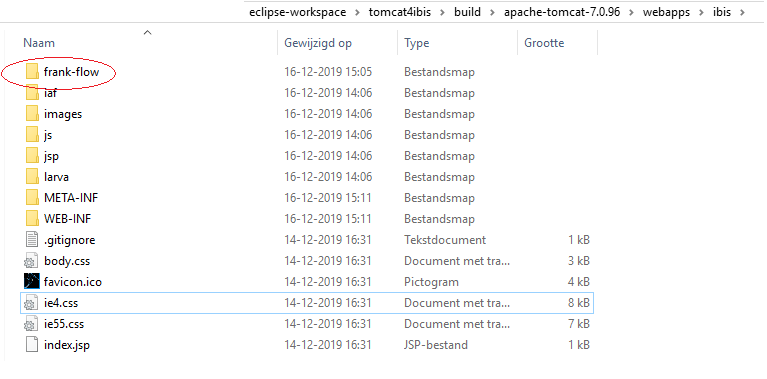 eclipse-workspace > tomcat4ibis > build > apache-tomcat-7.0.96 > webapps > ibis >
Naam Gewijzigd op Type Grootte
frank-flow 16-12-2019 15:05 Bestandsmap
iaf 16-12-2019 14:06 Bestandsmap
images 16-12-2019 14:06 Bestandsmap
js 16-12-2019 14:06 Bestandsmap
jsp 16-12-2019 14:06 Bestandsmap
larva 16-12-2019 14:06 Bestandsmap
META-INF 16-12-2019 15:11 Bestandsmap
WEB-INF 16-12-2019 15:11 Bestandsmap
.gitignore 14-12-2019 16:31 Tekstdocument 1 kB
body.css 14-12-2019 16:31 Document met tra... 3 kB
favicon.ico 14-12-2019 16:31 Pictogram 4 kB
ie4.css 14-12-2019 16:31 Document met tra... 8 kB
ie55.css 14-12-2019 16:31 Document met tra... 7 kB
index.jsp 14-12-2019 16:31 JSP-bestand 1 kB